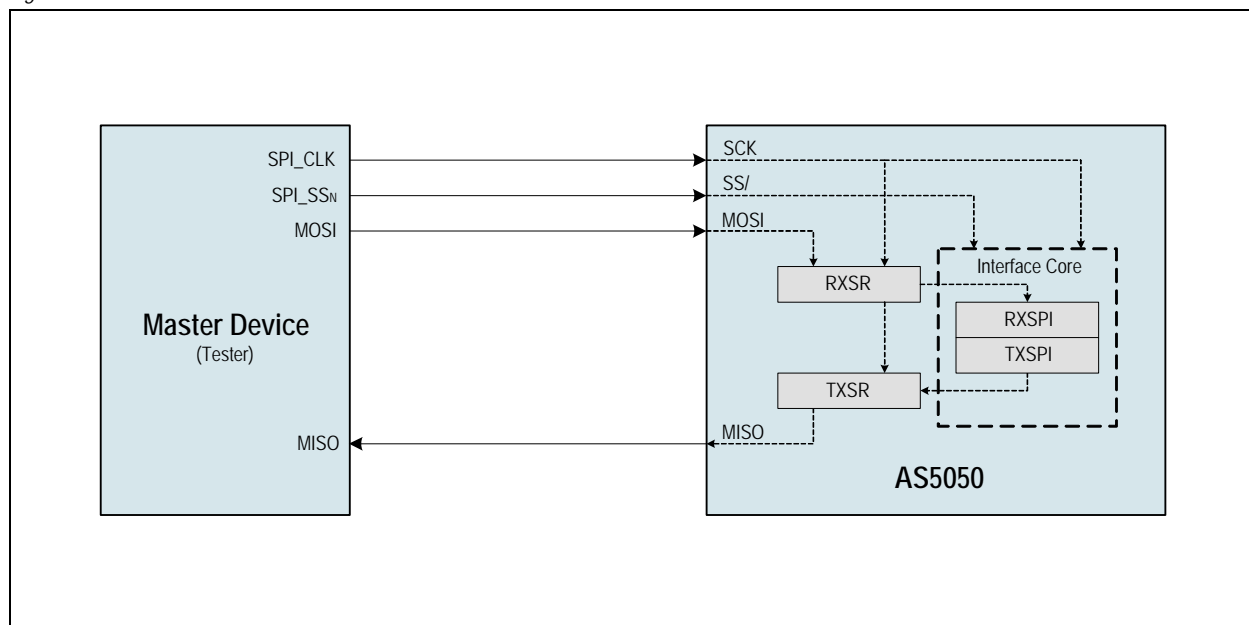 SPI_CLK
SPI_SSN
MOSI
Master Device
(Tester)
MISO
SCK
SS/
MOSI
Interface Core
RXSR
RXSPI
TXSPI
TXSR
MISO
AS5050